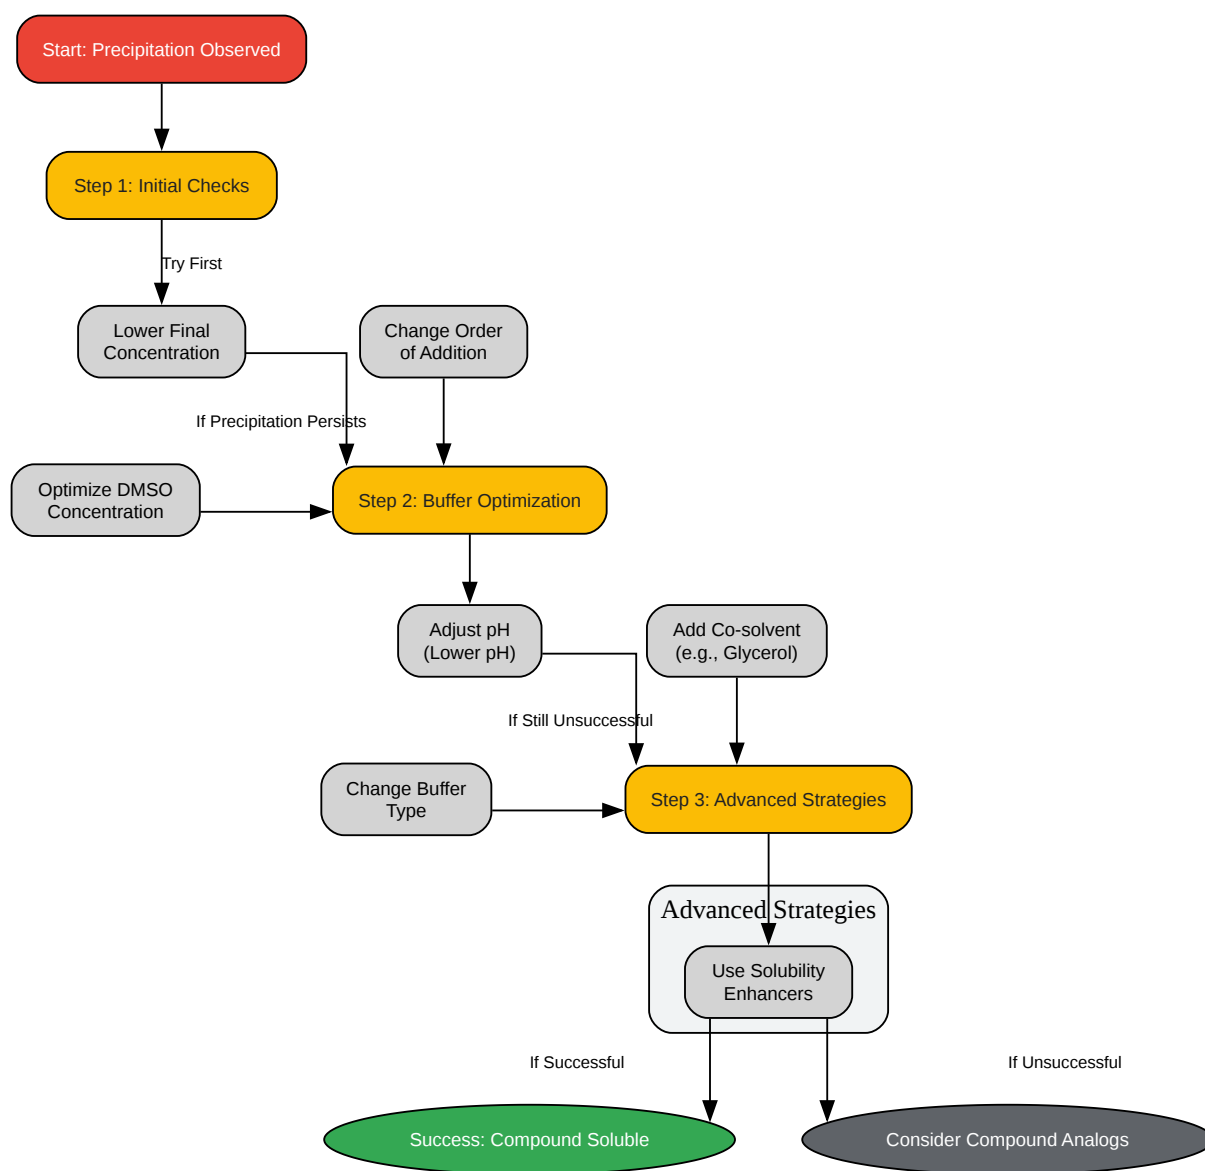 Start: Precipitation Observed
Step 1: Initial Checks
Try First
Lower Final
Concentration
Change Order
of Addition
If Precipitation Persists
Optimize DMSO
Concentration
Step 2: Buffer Optimization
Adjust pH
(Lower pH)
Add Co-solvent
(e.g., Glycerol)
If Still Unsuccessful
Change Buffer
Type
Step 3: Advanced Strategies
Advanced Strategies
Use Solubility
Enhancers
If Successful
If Unsuccessful
Success: Compound Soluble
Consider Compound Analogs